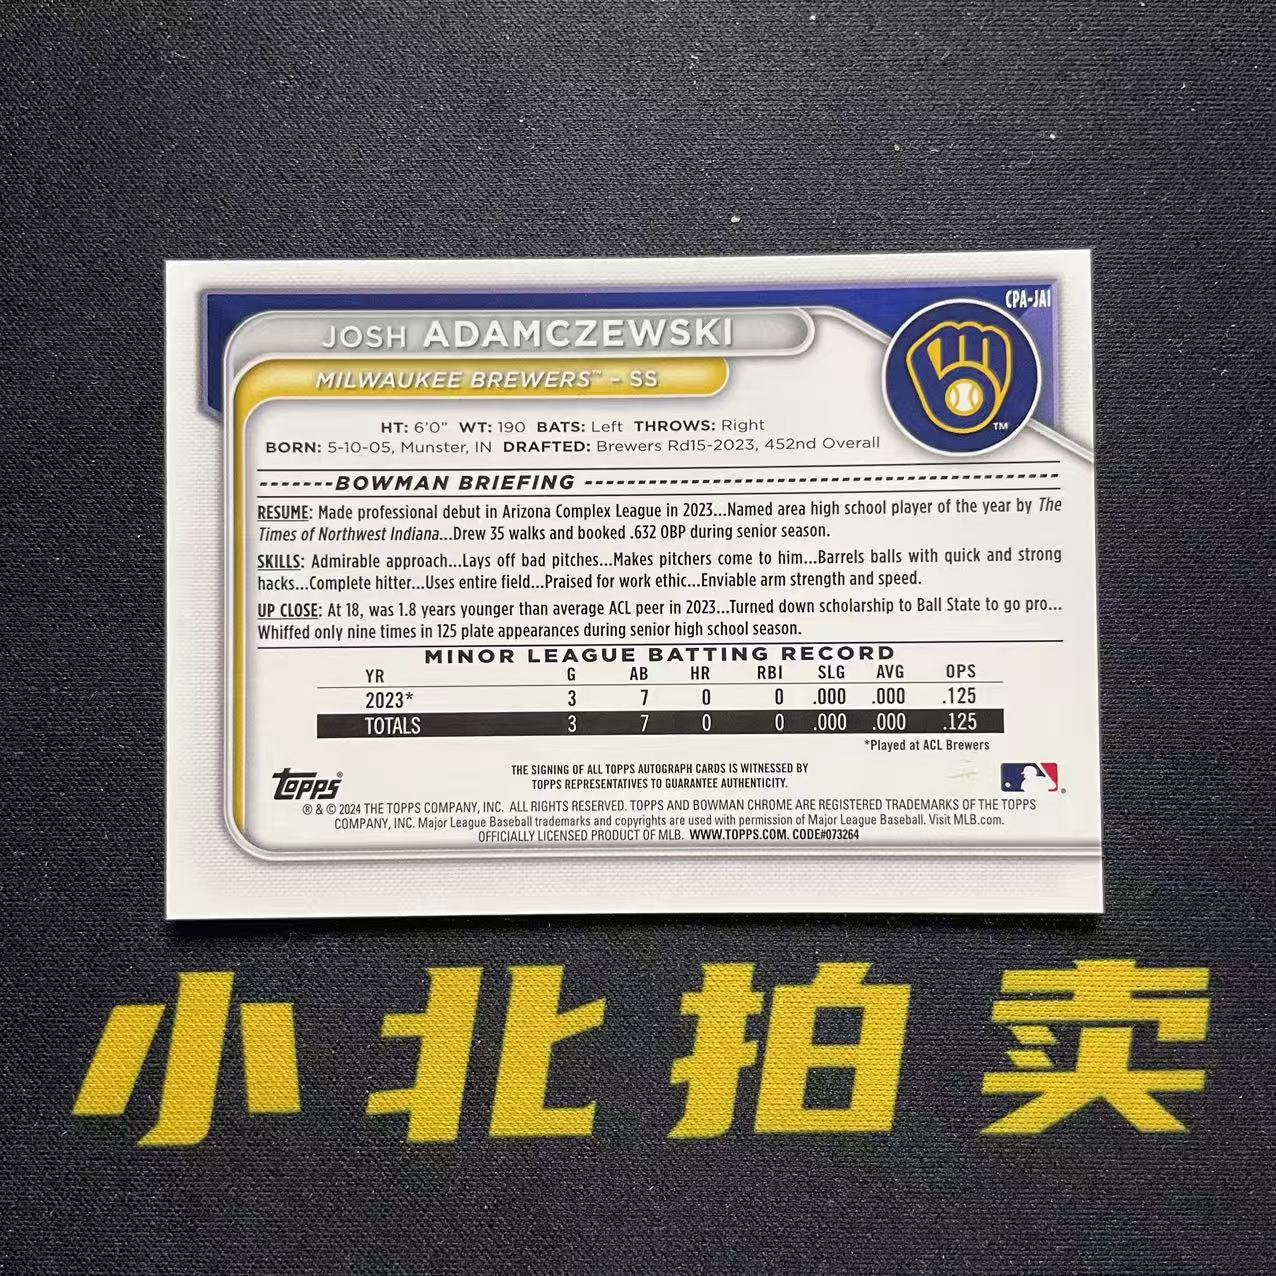 CPA-JA1
JOSH ADAMCZEWSKI
MILWAUKEE BREWERS™ - SS
TM
HT: 6'0" WT: 190 BATS: Left THROWS: Right
BORN: 5-10-05, Munster, IN DRAFTED: Brewers Rd15-2023, 452nd Overall
BOWMAN BRIEFING
RESUME: Made professional debut in Arizona Complex League in 2023...Named area high school player of the year by The
Times of Northwest Indiana...Drew 35 walks and booked .632 OBP during senior season.
SKILLS: Admirable approach...Lays off bad pitches...Makes pitchers come to him...Barrels balls with quick and strong
hacks...Complete hitter...Uses entire field...Praised for work ethic...Enviable arm strength and speed.
UP CLOSE: At 18, was 1.8 years younger than average ACL peer in 2023...Turned down scholarship to Ball State to go pro...
Whiffed only nine times in 125 plate appearances during senior high school season.
MINOR LEAGUE BATTING RECORD
YR G AB HR RBI SLG AVG OPS
2023* 3 7 0 0 .000 .000 .125
TOTALS 3 7 0 0 .000 .000 .125
*Played at ACL Brewers
THE SIGNING OF ALL TOPPS AUTOGRAPH CARDS IS WITNESSED BY
TOPPS REPRESENTATIVES TO GUARANTEE AUTHENTICITY.
Topps®
® & © 2024 THE TOPPS COMPANY, INC. ALL RIGHTS RESERVED. TOPPS AND BOWMAN CHROME ARE REGISTERED TRADEMARKS OF THE TOPPS
COMPANY, INC. Major League Baseball trademarks and copyrights are used with permission of Major League Baseball. Visit MLB.com.
OFFICIALLY LICENSED PRODUCT OF MLB. WWW.TOPPS.COM. CODE#073264
小北拍卖